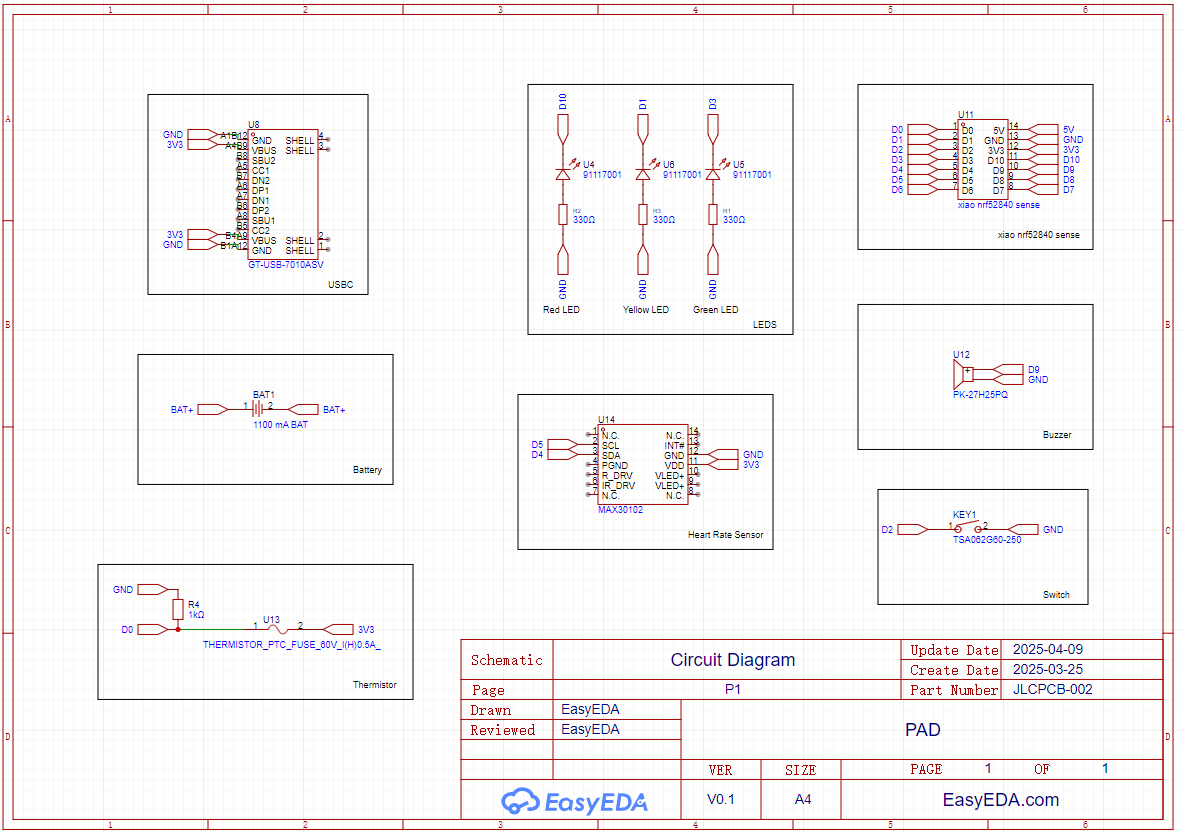 1 2 3 4 5 6
A
B
C
D
A
B
C
D
U8
GND
3V3
A1B12
A4B9
B8
A5
B7
A6
A7
B6
A8
B5
B4A9
B1A12
3V3
GND
GND
VBUS
SBU2
CC1
DN2
DP1
DN1
DP2
SBU1
CC2
VBUS
GND
SHELL 4
SHELL 3
SHELL 2
SHELL 1
GT-USB-7010ASV
USBC
D10 D1 D3
U4 U6 U5
91117001 91117001 91117001
R2 R3 R1
330Ω 330Ω 330Ω
GND GND GND
Red LED Yellow LED Green LED
LEDS
U11
D0 1 D0 5V 14 5V
D1 2 D1 GND 13 GND
D2 3 D2 3V3 12 3V3
D3 4 D3 D10 11 D10
D4 5 D4 D9 10 D9
D5 6 D5 D8 9 D8
D6 7 D6 D7 8 D7
xiao nrf52840 sense
xiao nrf52840 sense
BAT1
BAT+ 1 2 BAT+
1100 mA BAT
Battery
U12
+
D9
GND
PK-27H25PQ
Buzzer
U14
1 N.C. N.C. 14
D5 2 SCL INT# 13
D4 3 SDA GND 12 GND
4 PGND VDD 11 3V3
5 R_DRV VLED+ 10
6 IR_DRV VLED+ 9
7 N.C. N.C. 8
MAX30102
Heart Rate Sensor
KEY1
D2 1 2 GND
TSA062G60-250
Switch
GND
R4
1kΩ
U13
D0 1 2 3V3
THERMISTOR_PTC_FUSE_60V_I(H)0.5A_
Thermistor
Schematic Circuit Diagram Update Date 2025-04-09
Create Date 2025-03-25
Page P1 Part Number JLCPCB-002
Drawn EasyEDA
Reviewed EasyEDA
PAD
VER SIZE PAGE 1 OF 1
EasyEDA V0.1 A4 EasyEDA.com
1 2 3 4 5 6